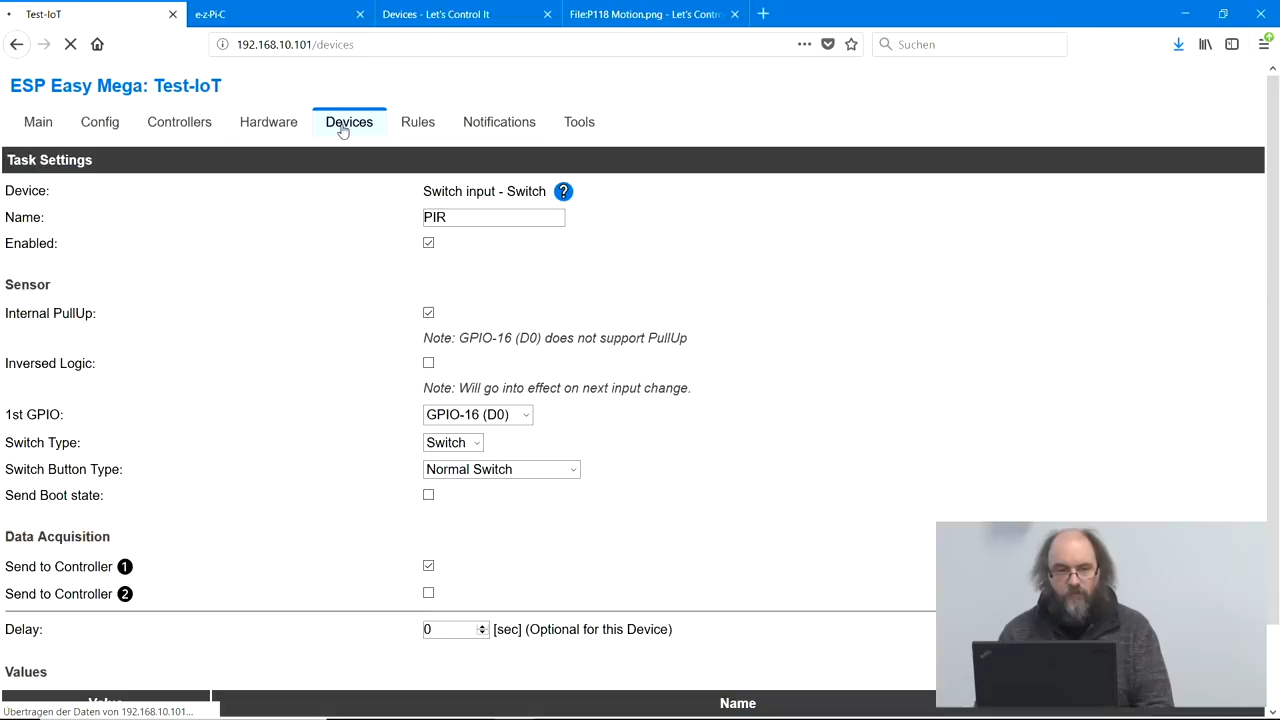 Test-IoT
e-z-Pi-C
Devices - Let's Control It
File:P118 Motion.png - Let's Contr
192.168.10.101/devices
Suchen
ESP Easy Mega: Test-IoT
Main Config Controllers Hardware Devices Rules Notifications Tools
Task Settings
Device: Switch input - Switch ?
Name: PIR
Enabled:
Sensor
Internal PullUp:
Note: GPIO-16 (D0) does not support PullUp
Inversed Logic:
Note: Will go into effect on next input change.
1st GPIO: GPIO-16 (D0)
Switch Type: Switch
Switch Button Type: Normal Switch
Send Boot state:
Data Acquisition
Send to Controller 1
Send to Controller 2
Delay: 0 [sec] (Optional for this Device)
Values
Name
Übertragen der Daten von 192.168.10.101...